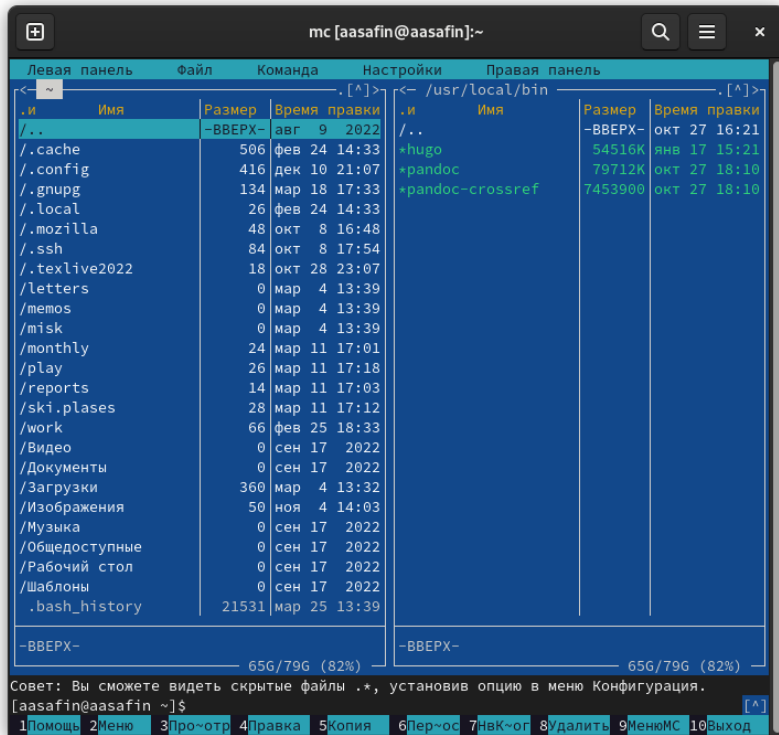 mc [aasafin@aasafin]:~
Левая панель Файл Команда Настройки Правая панель
<─ ~ .[^]> <─ /usr/local/bin .[^]>
.и Имя Размер Время правки .и Имя Размер Время правки
/.. -ВВЕРХ- авг 9 2022 /.. -ВВЕРХ- окт 27 16:21
/.cache 506 фев 24 14:33 *hugo 54516K янв 17 15:21
/.config 416 дек 10 21:07 *pandoc 79712K окт 27 18:10
/.gnupg 134 мар 18 17:33 *pandoc-crossref 7453900 окт 27 18:10
/.local 26 фев 24 14:33
/.mozilla 48 окт 8 16:48
/.ssh 84 окт 8 17:54
/.texlive2022 18 окт 28 23:07
/letters 0 мар 4 13:39
/memos 0 мар 4 13:39
/misk 0 мар 4 13:39
/monthly 24 мар 11 17:01
/play 26 мар 11 17:18
/reports 14 мар 11 17:03
/ski.plases 28 мар 11 17:12
/work 66 фев 25 18:33
/Видео 0 сен 17 2022
/Документы 0 сен 17 2022
/Загрузки 360 мар 4 13:32
/Изображения 50 ноя 4 14:03
/Музыка 0 сен 17 2022
/Общедоступные 0 сен 17 2022
/Рабочий стол 0 сен 17 2022
/Шаблоны 0 сен 17 2022
.bash_history 21531 мар 25 13:39
-ВВЕРХ- -ВВЕРХ-
65G/79G (82%) 65G/79G (82%)
Совет: Вы сможете видеть скрытые файлы .*, установив опцию в меню Конфигурация.
[aasafin@aasafin ~]$ [^]
1Помощь 2Меню 3Про~отр 4Правка 5Копия 6Пер~ос 7НвК~ог 8Удалить 9МенюМС 10Выход